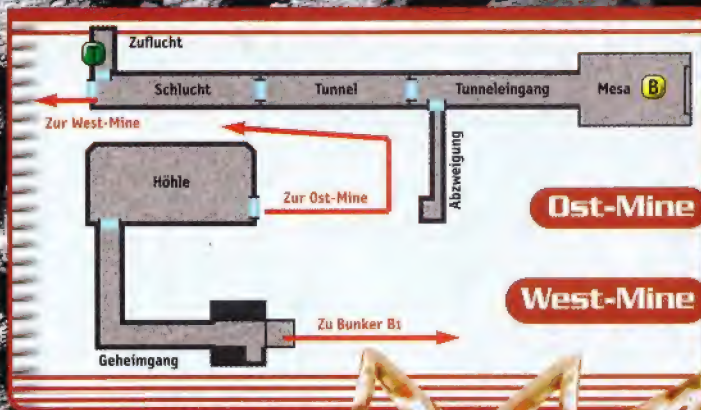 Zuflucht
T
Schlucht
Tunnel
Tunneleingang
Mesa B
Zur West-Mine
Abzweigung
Höhle
Zur Ost-Mine
Ost-Mine
West-Mine
Zu Bunker B1
Geheimgang